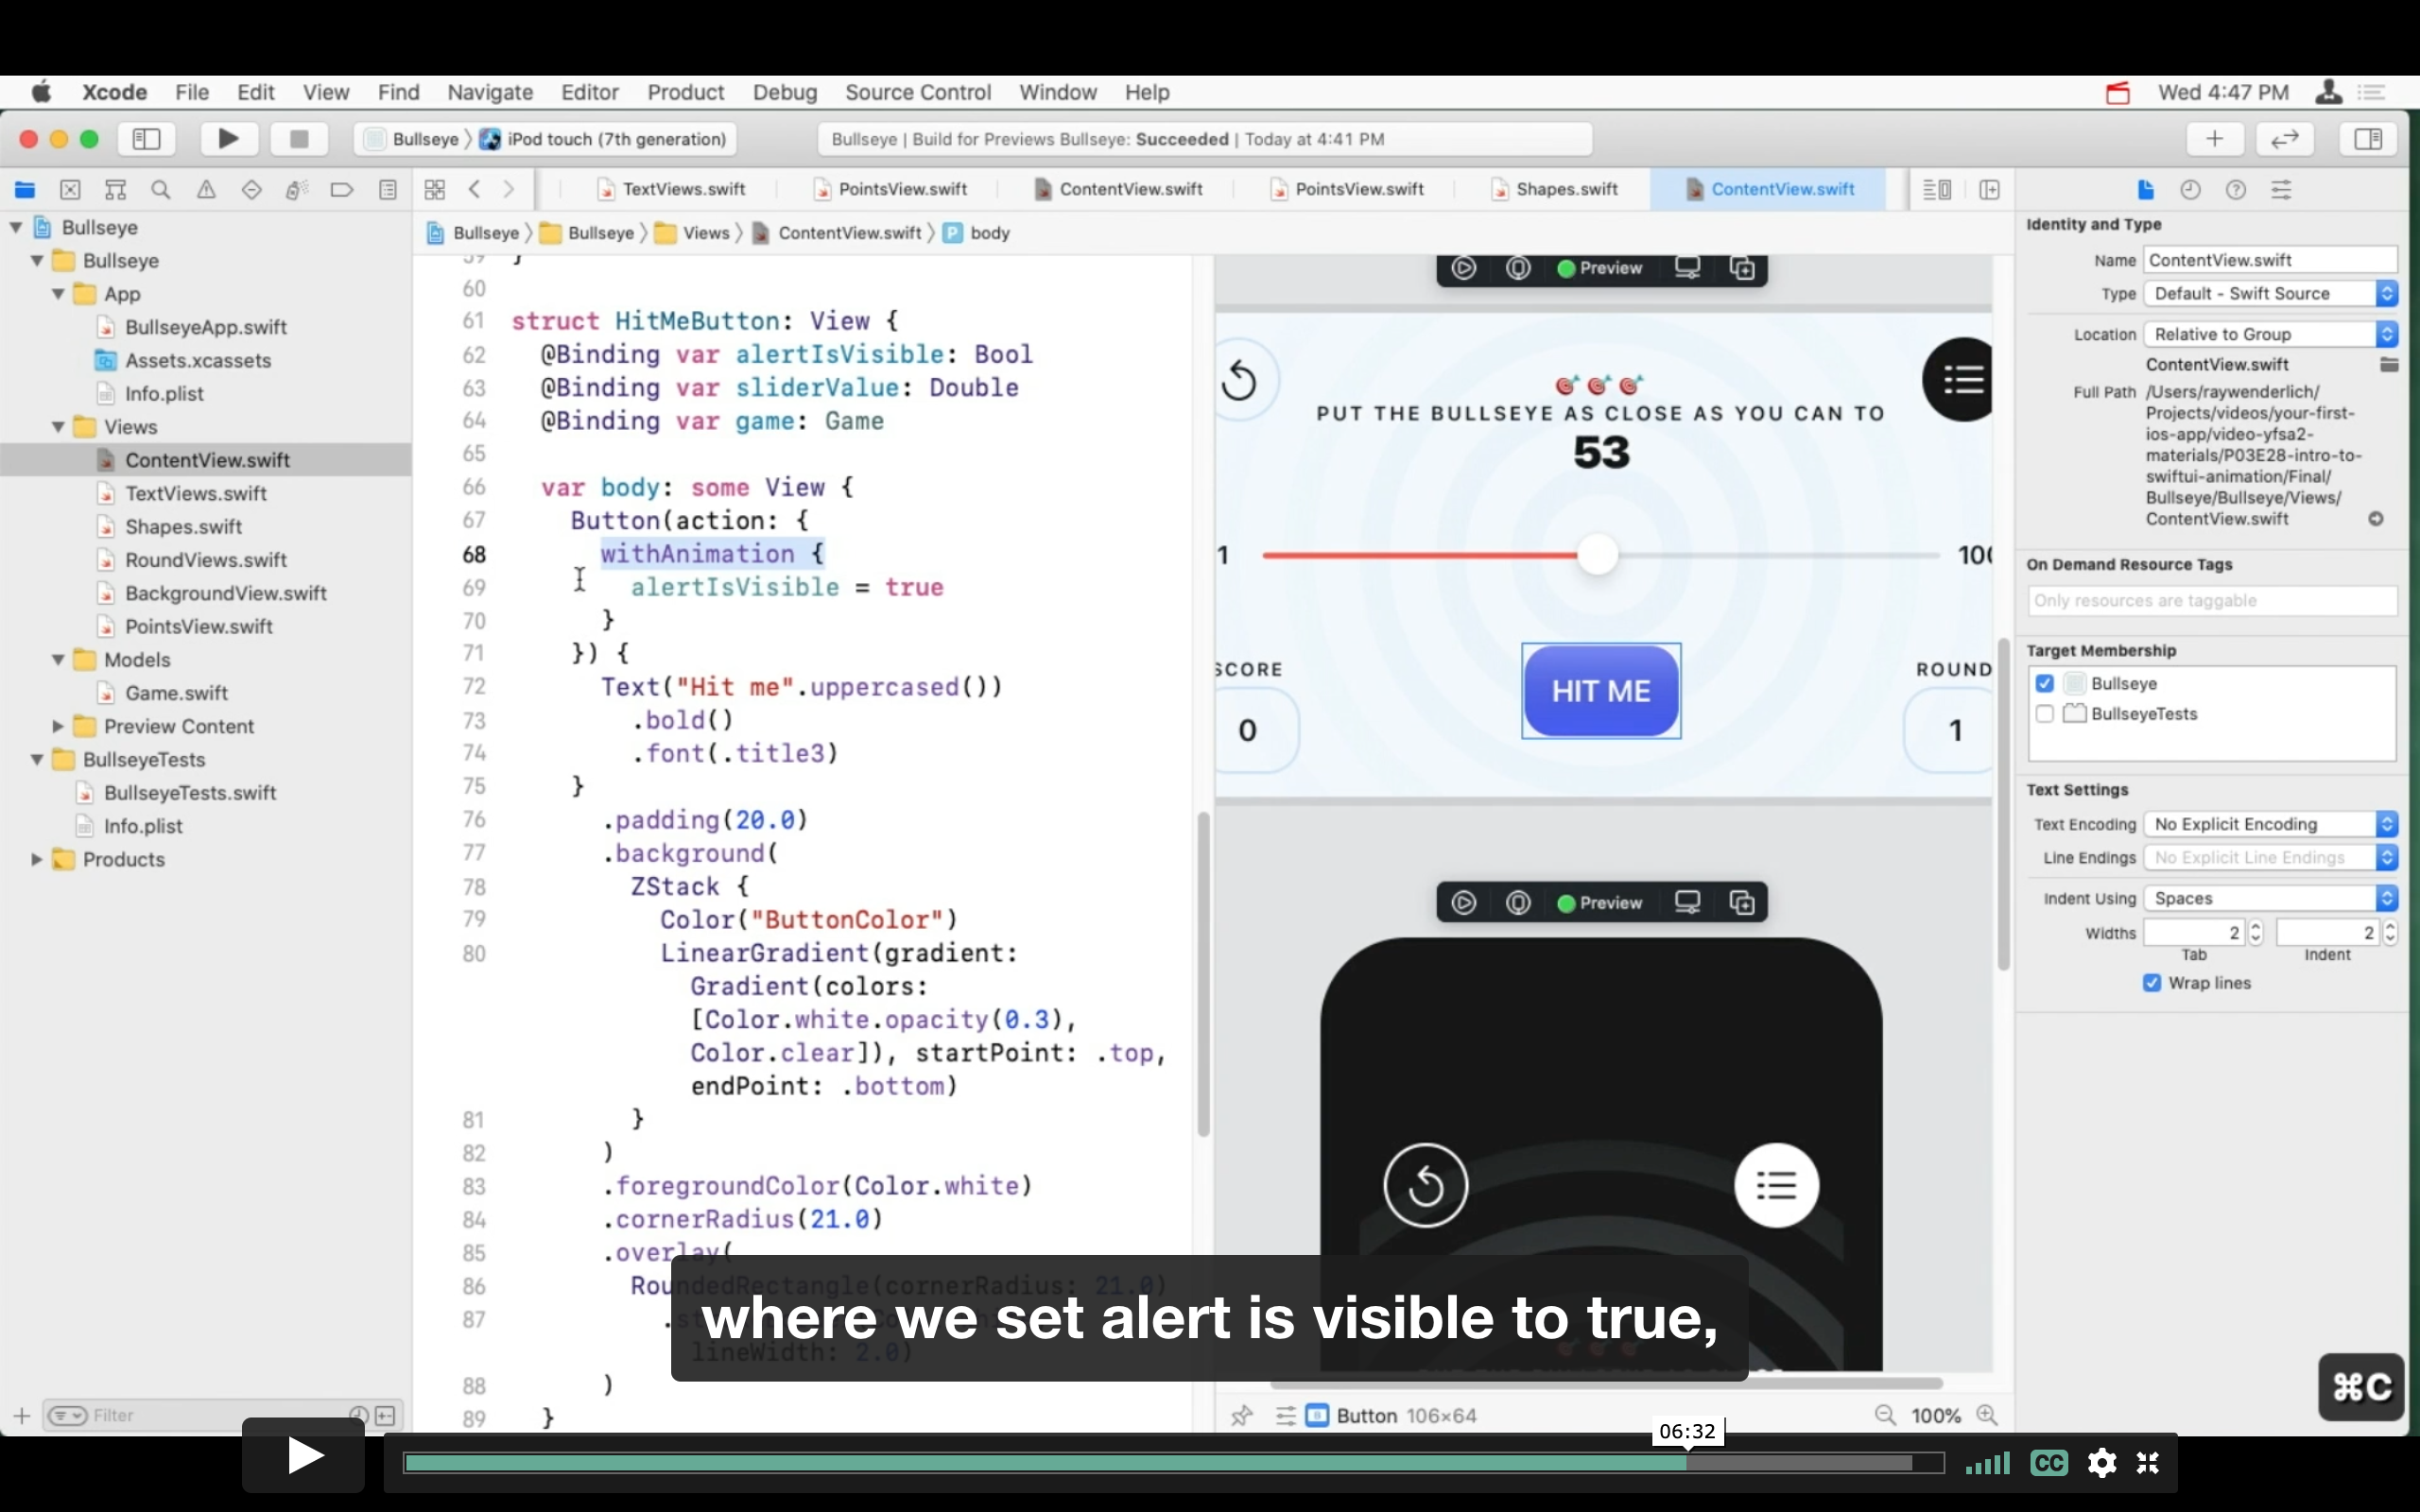 Xcode File Edit View Find Navigate Editor Product Debug Source Control Window Help Wed 4:47 PM
Bullseye iPod touch (7th generation) Bullseye | Build for Previews Bullseye: Succeeded | Today at 4:41 PM
TextViews.swift PointsView.swift ContentView.swift PointsView.swift Shapes.swift ContentView.swift
Bullseye Bullseye Views ContentView.swift P body
Bullseye
Bullseye
App
BullseyeApp.swift
Assets.xcassets
Info.plist
Views
ContentView.swift
TextViews.swift
Shapes.swift
RoundViews.swift
BackgroundView.swift
PointsView.swift
Models
Game.swift
Preview Content
BullseyeTests
BullseyeTests.swift
Info.plist
Products
Filter
59 }
60
61 struct HitMeButton: View {
62 @Binding var alertIsVisible: Bool
63 @Binding var sliderValue: Double
64 @Binding var game: Game
65
66 var body: some View {
67 Button(action: {
68 withAnimation {
69 alertIsVisible = true
70 }
71 }) {
72 Text("Hit me".uppercased())
73 .bold()
74 .font(.title3)
75 }
76 .padding(20.0)
77 .background(
78 ZStack {
79 Color("ButtonColor")
80 LinearGradient(gradient:
Gradient(colors:
[Color.white.opacity(0.3),
Color.clear]), startPoint: .top,
endPoint: .bottom)
81 }
82 )
83 .foregroundColor(Color.white)
84 .cornerRadius(21.0)
85 .overlay(
86 RoundedRectangle(cornerRadius: 21.0)
87
lineWidth: 2.0)
88 )
89 }
Preview
PUT THE BULLSEYE AS CLOSE AS YOU CAN TO
53
1 100
SCORE
0
HIT ME
ROUND
1
Preview
Button 106×64
100%
Identity and Type
Name ContentView.swift
Type Default - Swift Source
Location Relative to Group
ContentView.swift
Full Path /Users/raywenderlich/
Projects/videos/your-first-
ios-app/video-yfsa2-
materials/P03E28-intro-to-
swiftui-animation/Final/
Bullseye/Bullseye/Views/
ContentView.swift
On Demand Resource Tags
Only resources are taggable
Target Membership
Bullseye
BullseyeTests
Text Settings
Text Encoding No Explicit Encoding
Line Endings No Explicit Line Endings
Indent Using Spaces
Widths 2 2
Tab Indent
Wrap lines
where we set alert is visible to true,
⌘C
06:32
CC